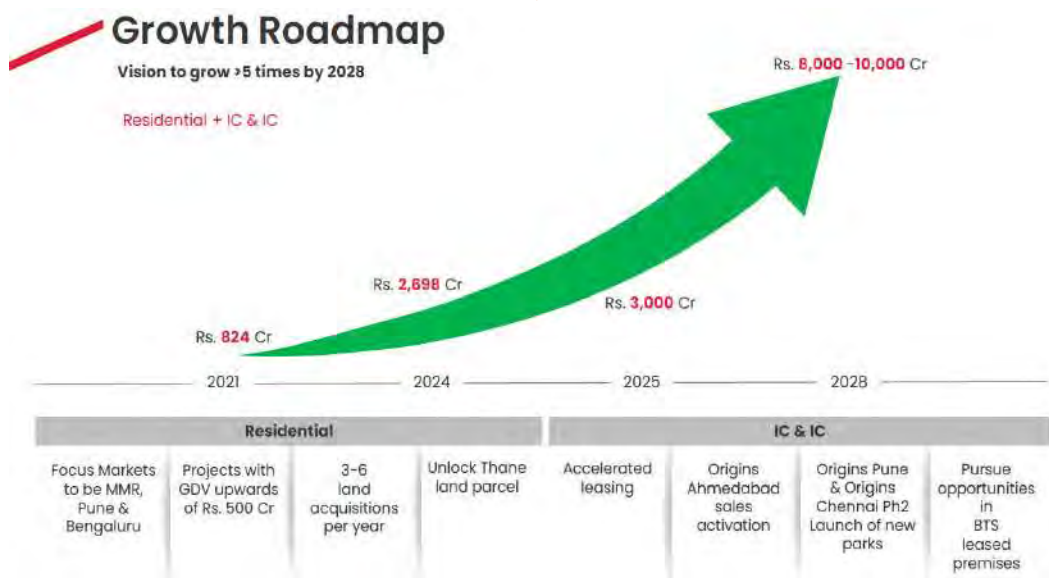 Growth Roadmap
Vision to grow >5 times by 2028
Residential + IC & IC
Rs. 8,000 -10,000 Cr
Rs. 2,698 Cr
Rs. 3,000 Cr
Rs. 824 Cr
2021
2024
2025
2028
Residential
Focus Markets
to be MMR,
Pune &
Bengaluru
Projects with
GDV upwards
of Rs. 500 Cr
3-6
land
acquisitions
per year
Unlock Thane
land parcel
IC & IC
Accelerated
leasing
Origins
Ahmedabad
sales
activation
Origins Pune
& Origins
Chennai Ph2
Launch of new
parks
Pursue
opportunities
in
BTS
leased
premises